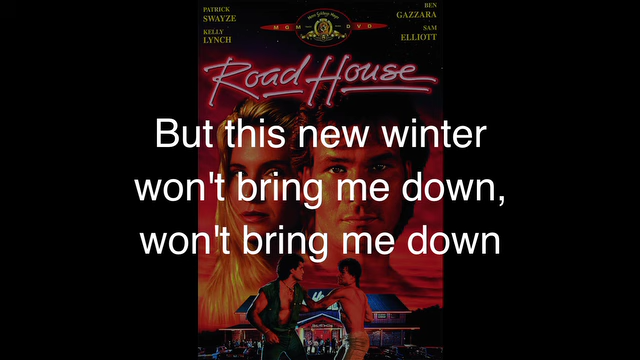 PATRICK
SWAYZE
KELLY
LYNCH
MGM DVD
BEN
GAZZARA
SAM
ELLIOTT
Road House
But this new winter
won't bring me down,
won't bring me down